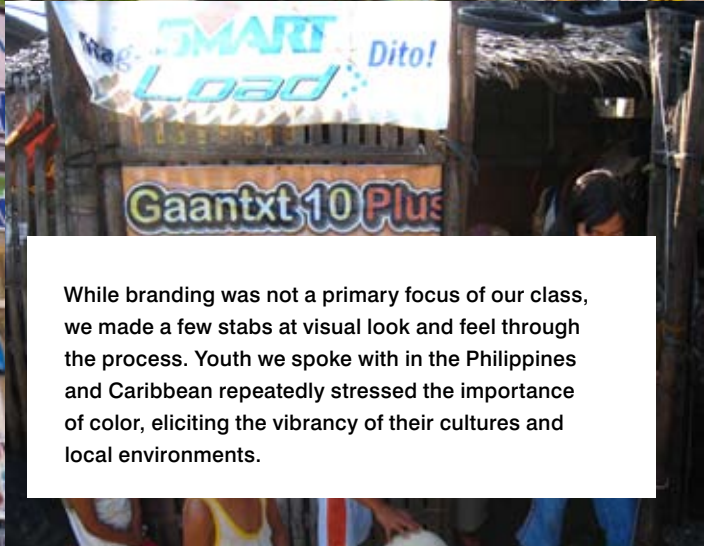 Mag-
SMART
Load
Dito!
Gaantxt 10 Plus
While branding was not a primary focus of our class,
we made a few stabs at visual look and feel through
the process. Youth we spoke with in the Philippines
and Caribbean repeatedly stressed the importance
of color, eliciting the vibrancy of their cultures and
local environments.